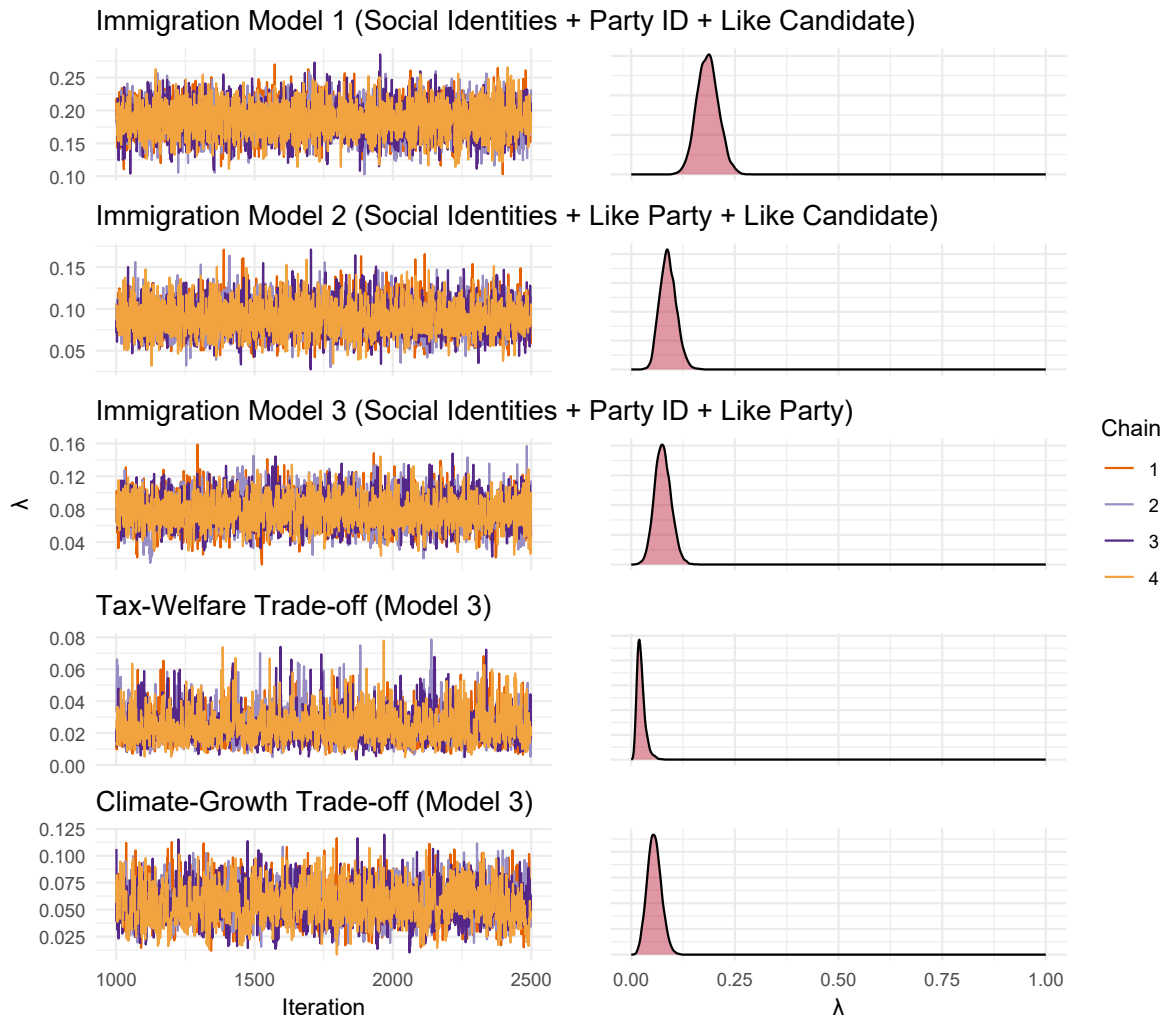 Immigration Model 1 (Social Identities + Party ID + Like Candidate)
0.25
0.20
0.15
0.10
Immigration Model 2 (Social Identities + Like Party + Like Candidate)
0.15
0.10
0.05
Immigration Model 3 (Social Identities + Party ID + Like Party)
0.16
0.12
0.08
0.04
λ
Chain
1
2
3
4
Tax-Welfare Trade-off (Model 3)
0.08
0.06
0.04
0.02
0.00
Climate-Growth Trade-off (Model 3)
0.125
0.100
0.075
0.050
0.025
1000 1500 2000 2500
0.00 0.25 0.50 0.75 1.00
Iteration
λ